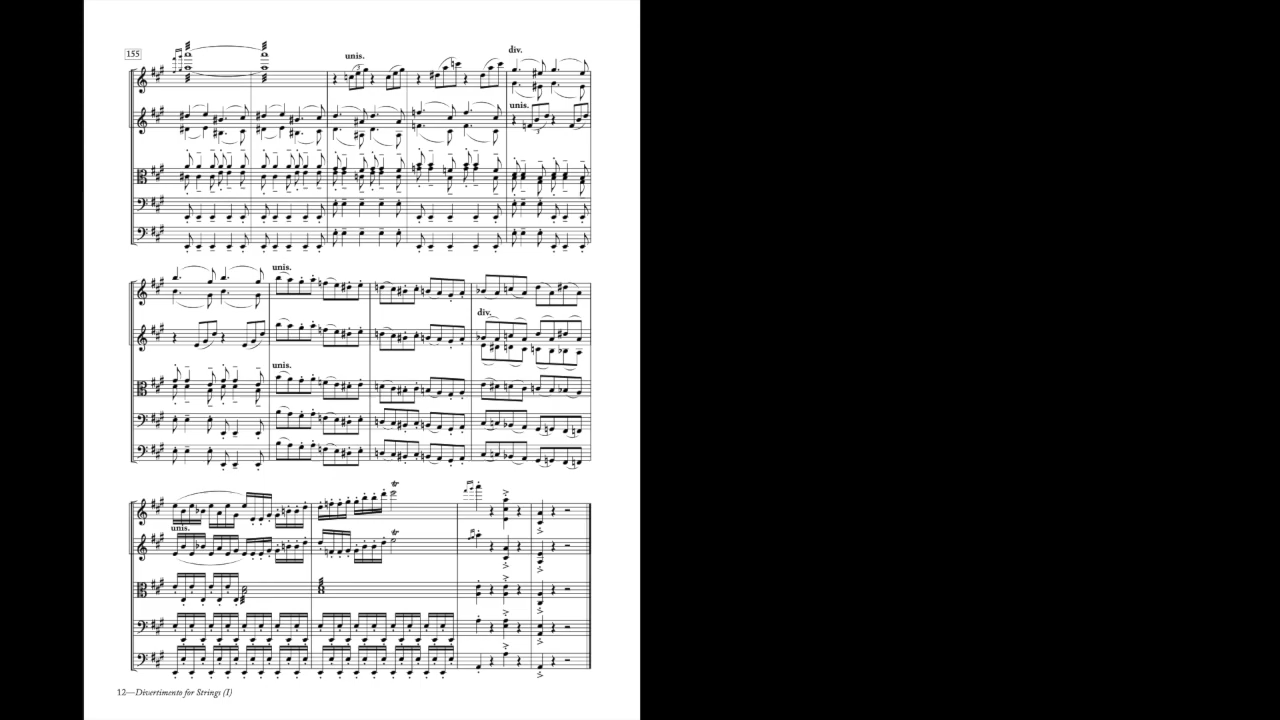 155
unis.
div.
unis.
unis.
div.
unis.
unis.
12—Divertimento for Strings (I)